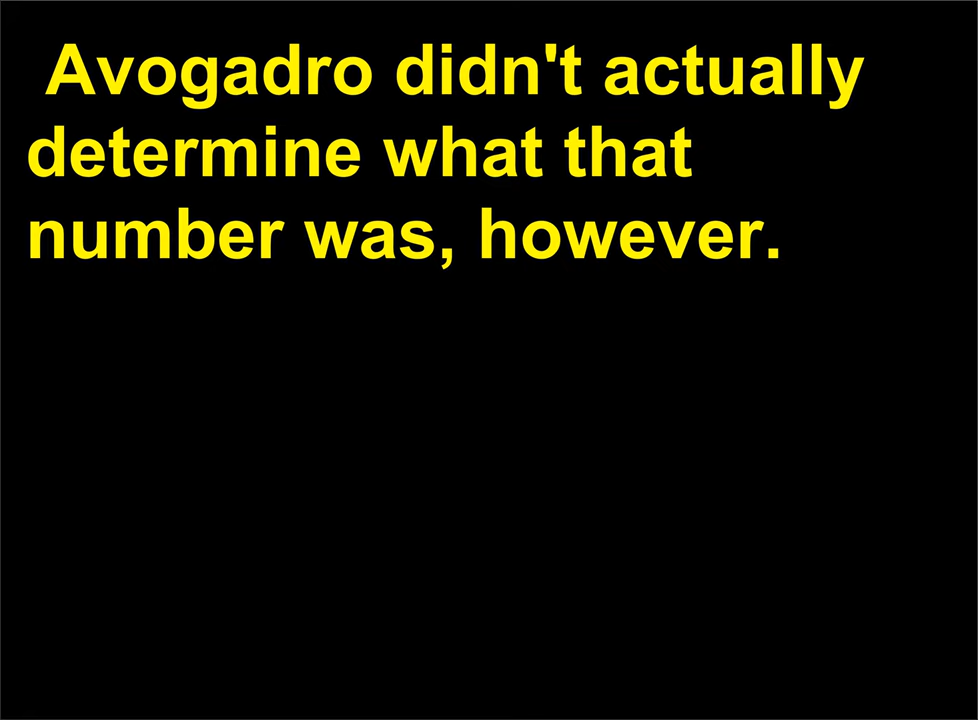 Avogadro didn't actually
determine what that
number was, however.